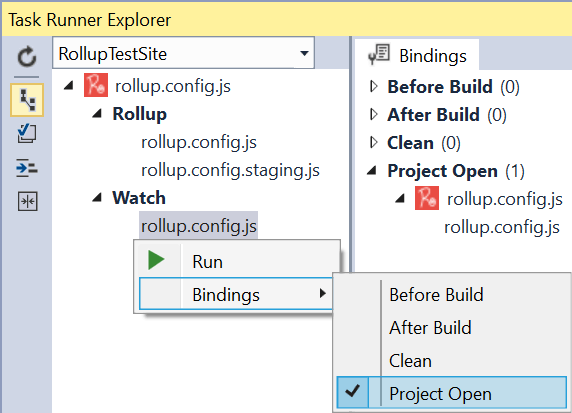 Task Runner Explorer
RollupTestSite
rollup.config.js
Rollup
rollup.config.js
rollup.config.staging.js
Watch
rollup.config.js
Run
Bindings
Bindings
Before Build (0)
After Build (0)
Clean (0)
Project Open (1)
rollup.config.js
rollup.config.js
Before Build
After Build
Clean
Project Open